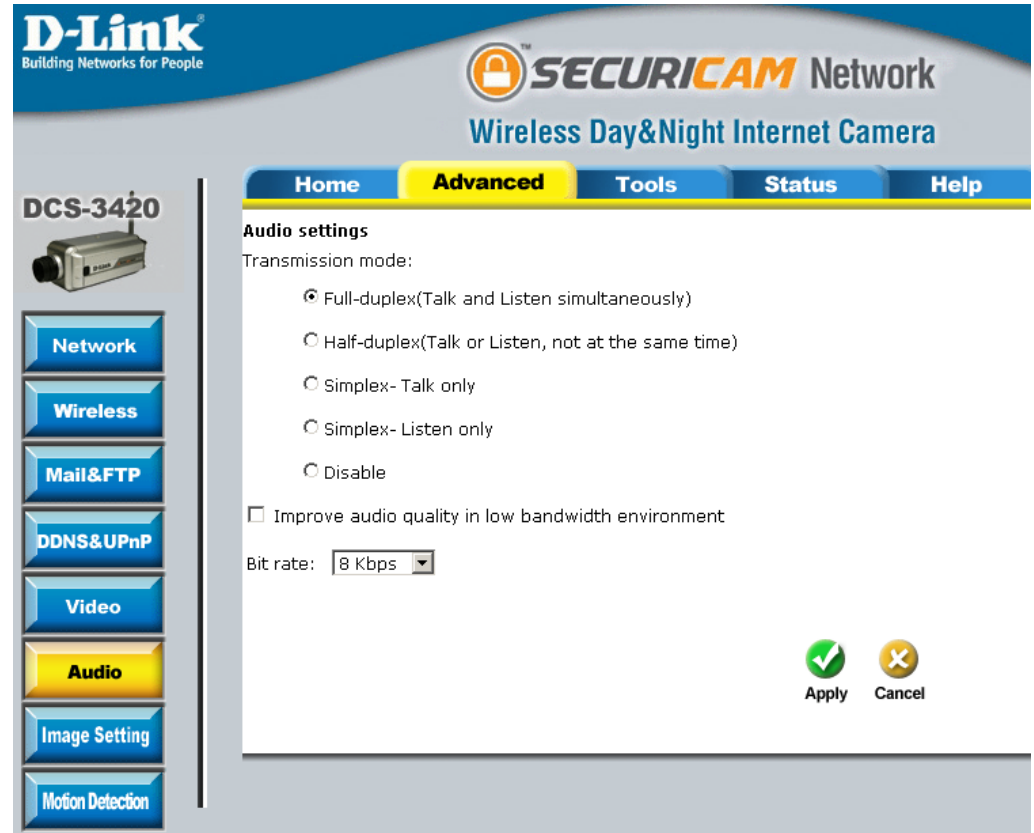 D-Link®
Building Networks for People
SECURICAM™ Network
Wireless Day&Night Internet Camera
Home
Advanced
Tools
Status
Help
DCS-3420
D-Link
Network
Wireless
Mail&FTP
DDNS&UPnP
Video
Audio
Image Setting
Motion Detection
Audio settings
Transmission mode:
Full-duplex(Talk and Listen simultaneously)
Half-duplex(Talk or Listen, not at the same time)
Simplex- Talk only
Simplex- Listen only
Disable
Improve audio quality in low bandwidth environment
Bit rate: 8 Kbps
Apply
Cancel